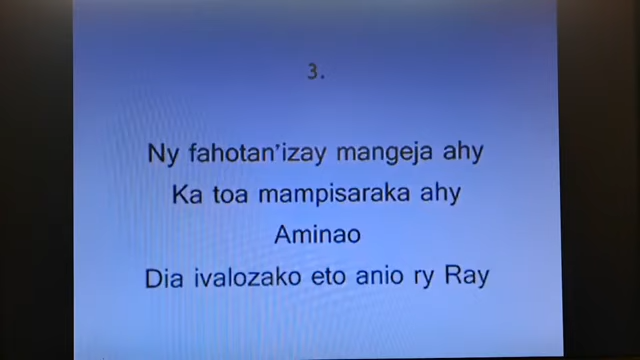 3.
Ny fahotan'izay mangeja ahy
Ka toa mampisaraka ahy
Aminao
Dia ivalozako eto anio ry Ray